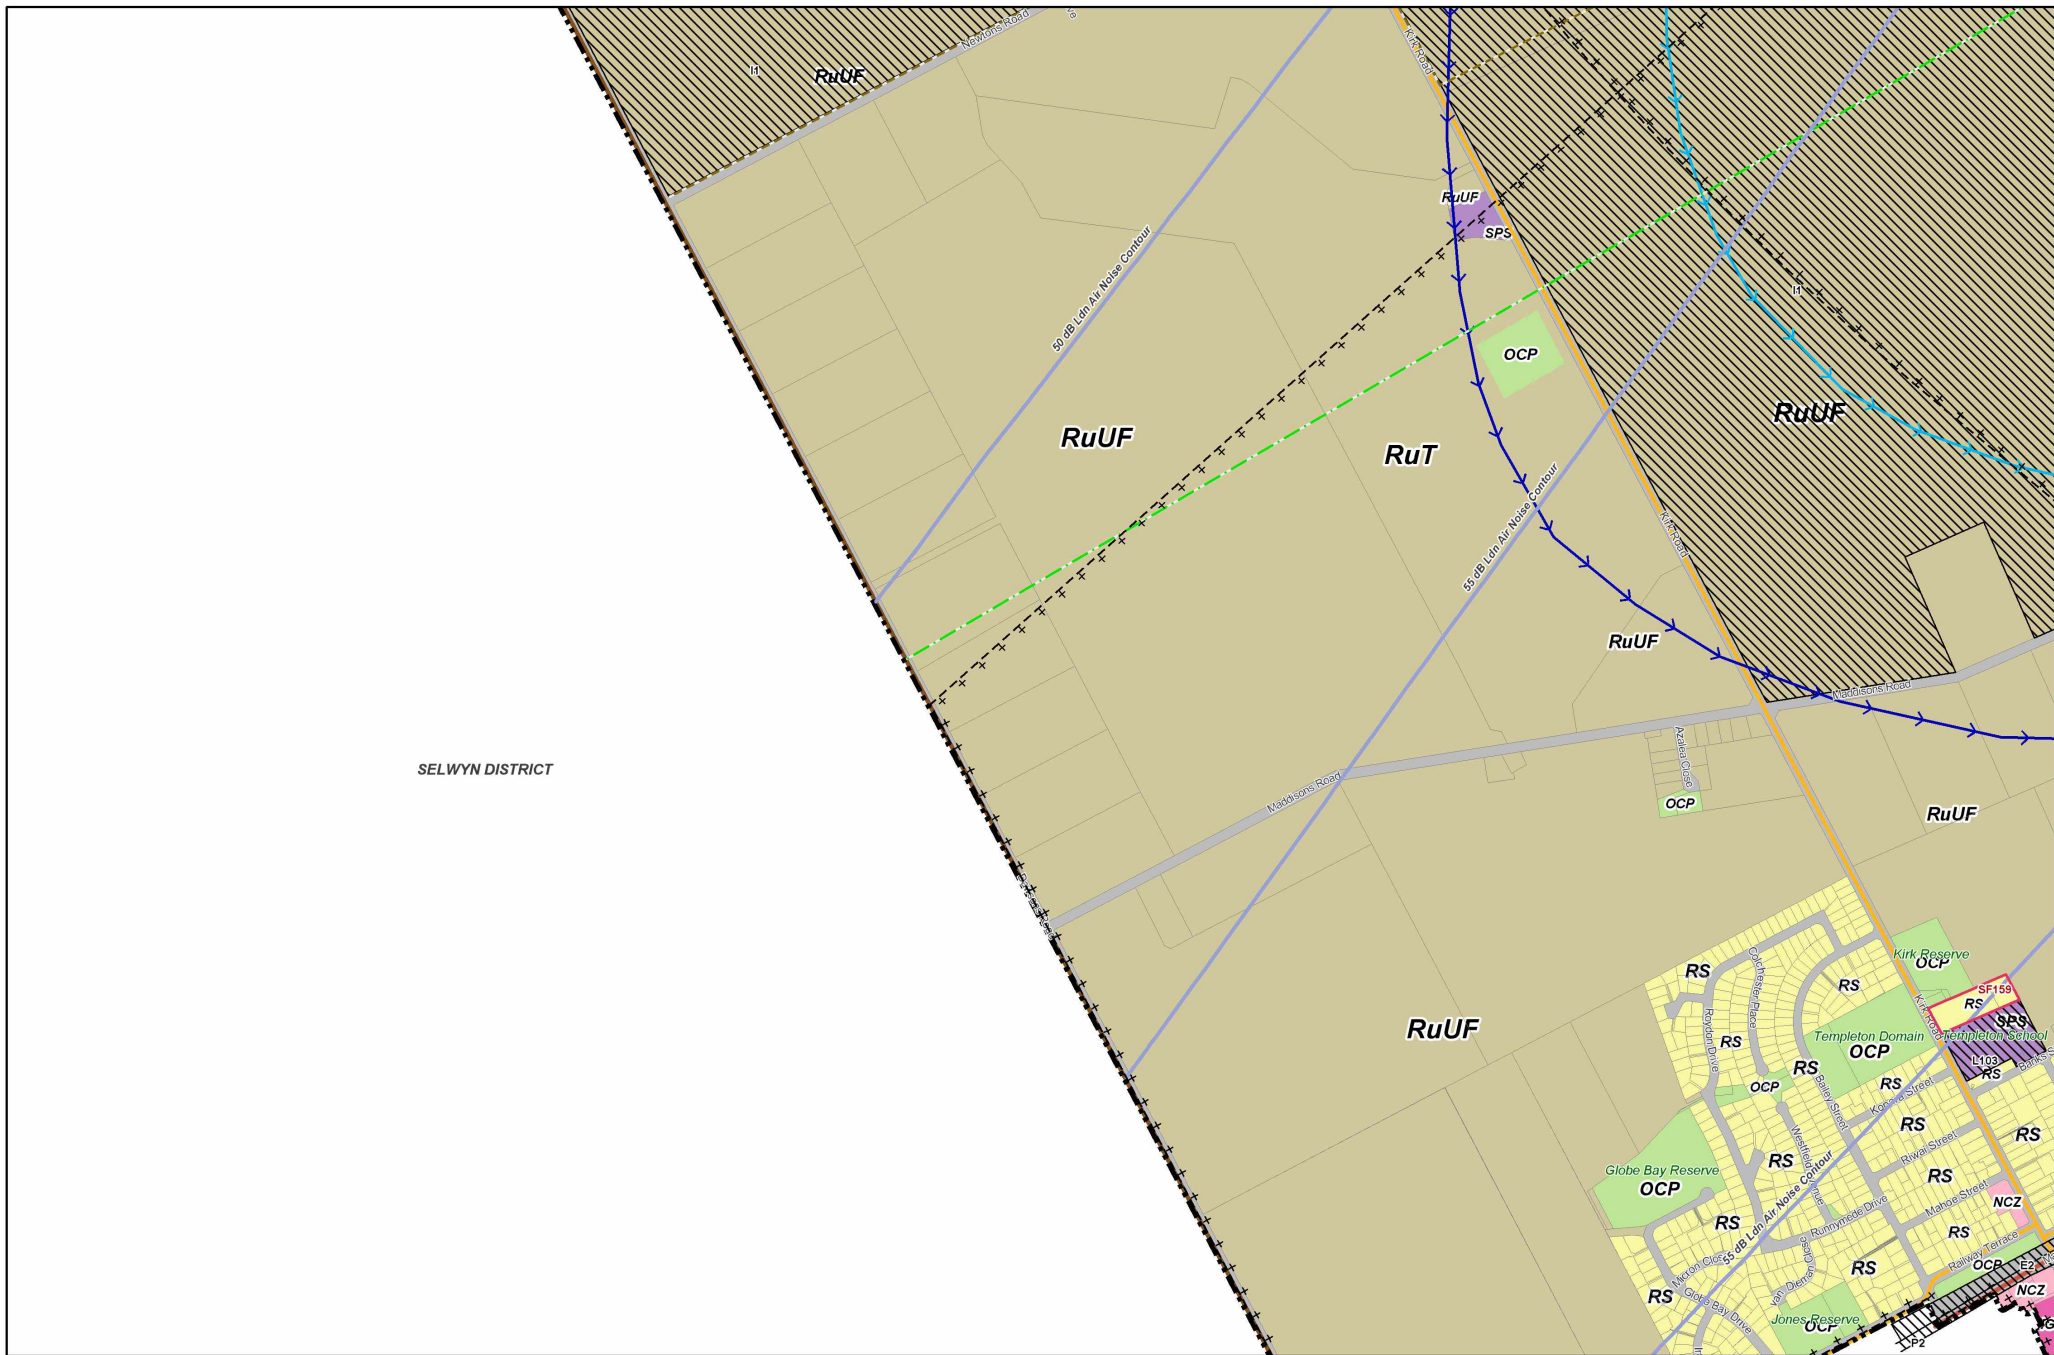 Newtons Road
I1
RuUF
Kirk Road
RuUF
SPS
50 dB Ldn Air Noise Contour
I1
OCP
RuUF
RuUF
RuT
55 dB Ldn Air Noise Contour
Kirk Road
RuUF
Maddisons Road
SELWYN DISTRICT
Azalea Close
Maddisons Road
OCP
RuUF
Kirk Reserve
OCP
RS
Colchester Place
RS
SF159
RS
Kirk Road
RuUF
Roydon Drive
RS
Templeton Domain
OCP
SPS
Templeton School
L103
RS
RS
OCP
Bailey Street
RS
Konora Street
RS
RS
Riwai Street
Westfield Avenue
RS
RS
Globe Bay Reserve
OCP
Mahoe Street
NCZ
RS
55 dB Ldn Air Noise Contour
Runnymede Drive
RS
Railway Terrace
OCP
E2
Micron Close
van Dieman Close
RS
RS
Globe Bay Drive
NCZ
Jones Reserve
OCP
P2